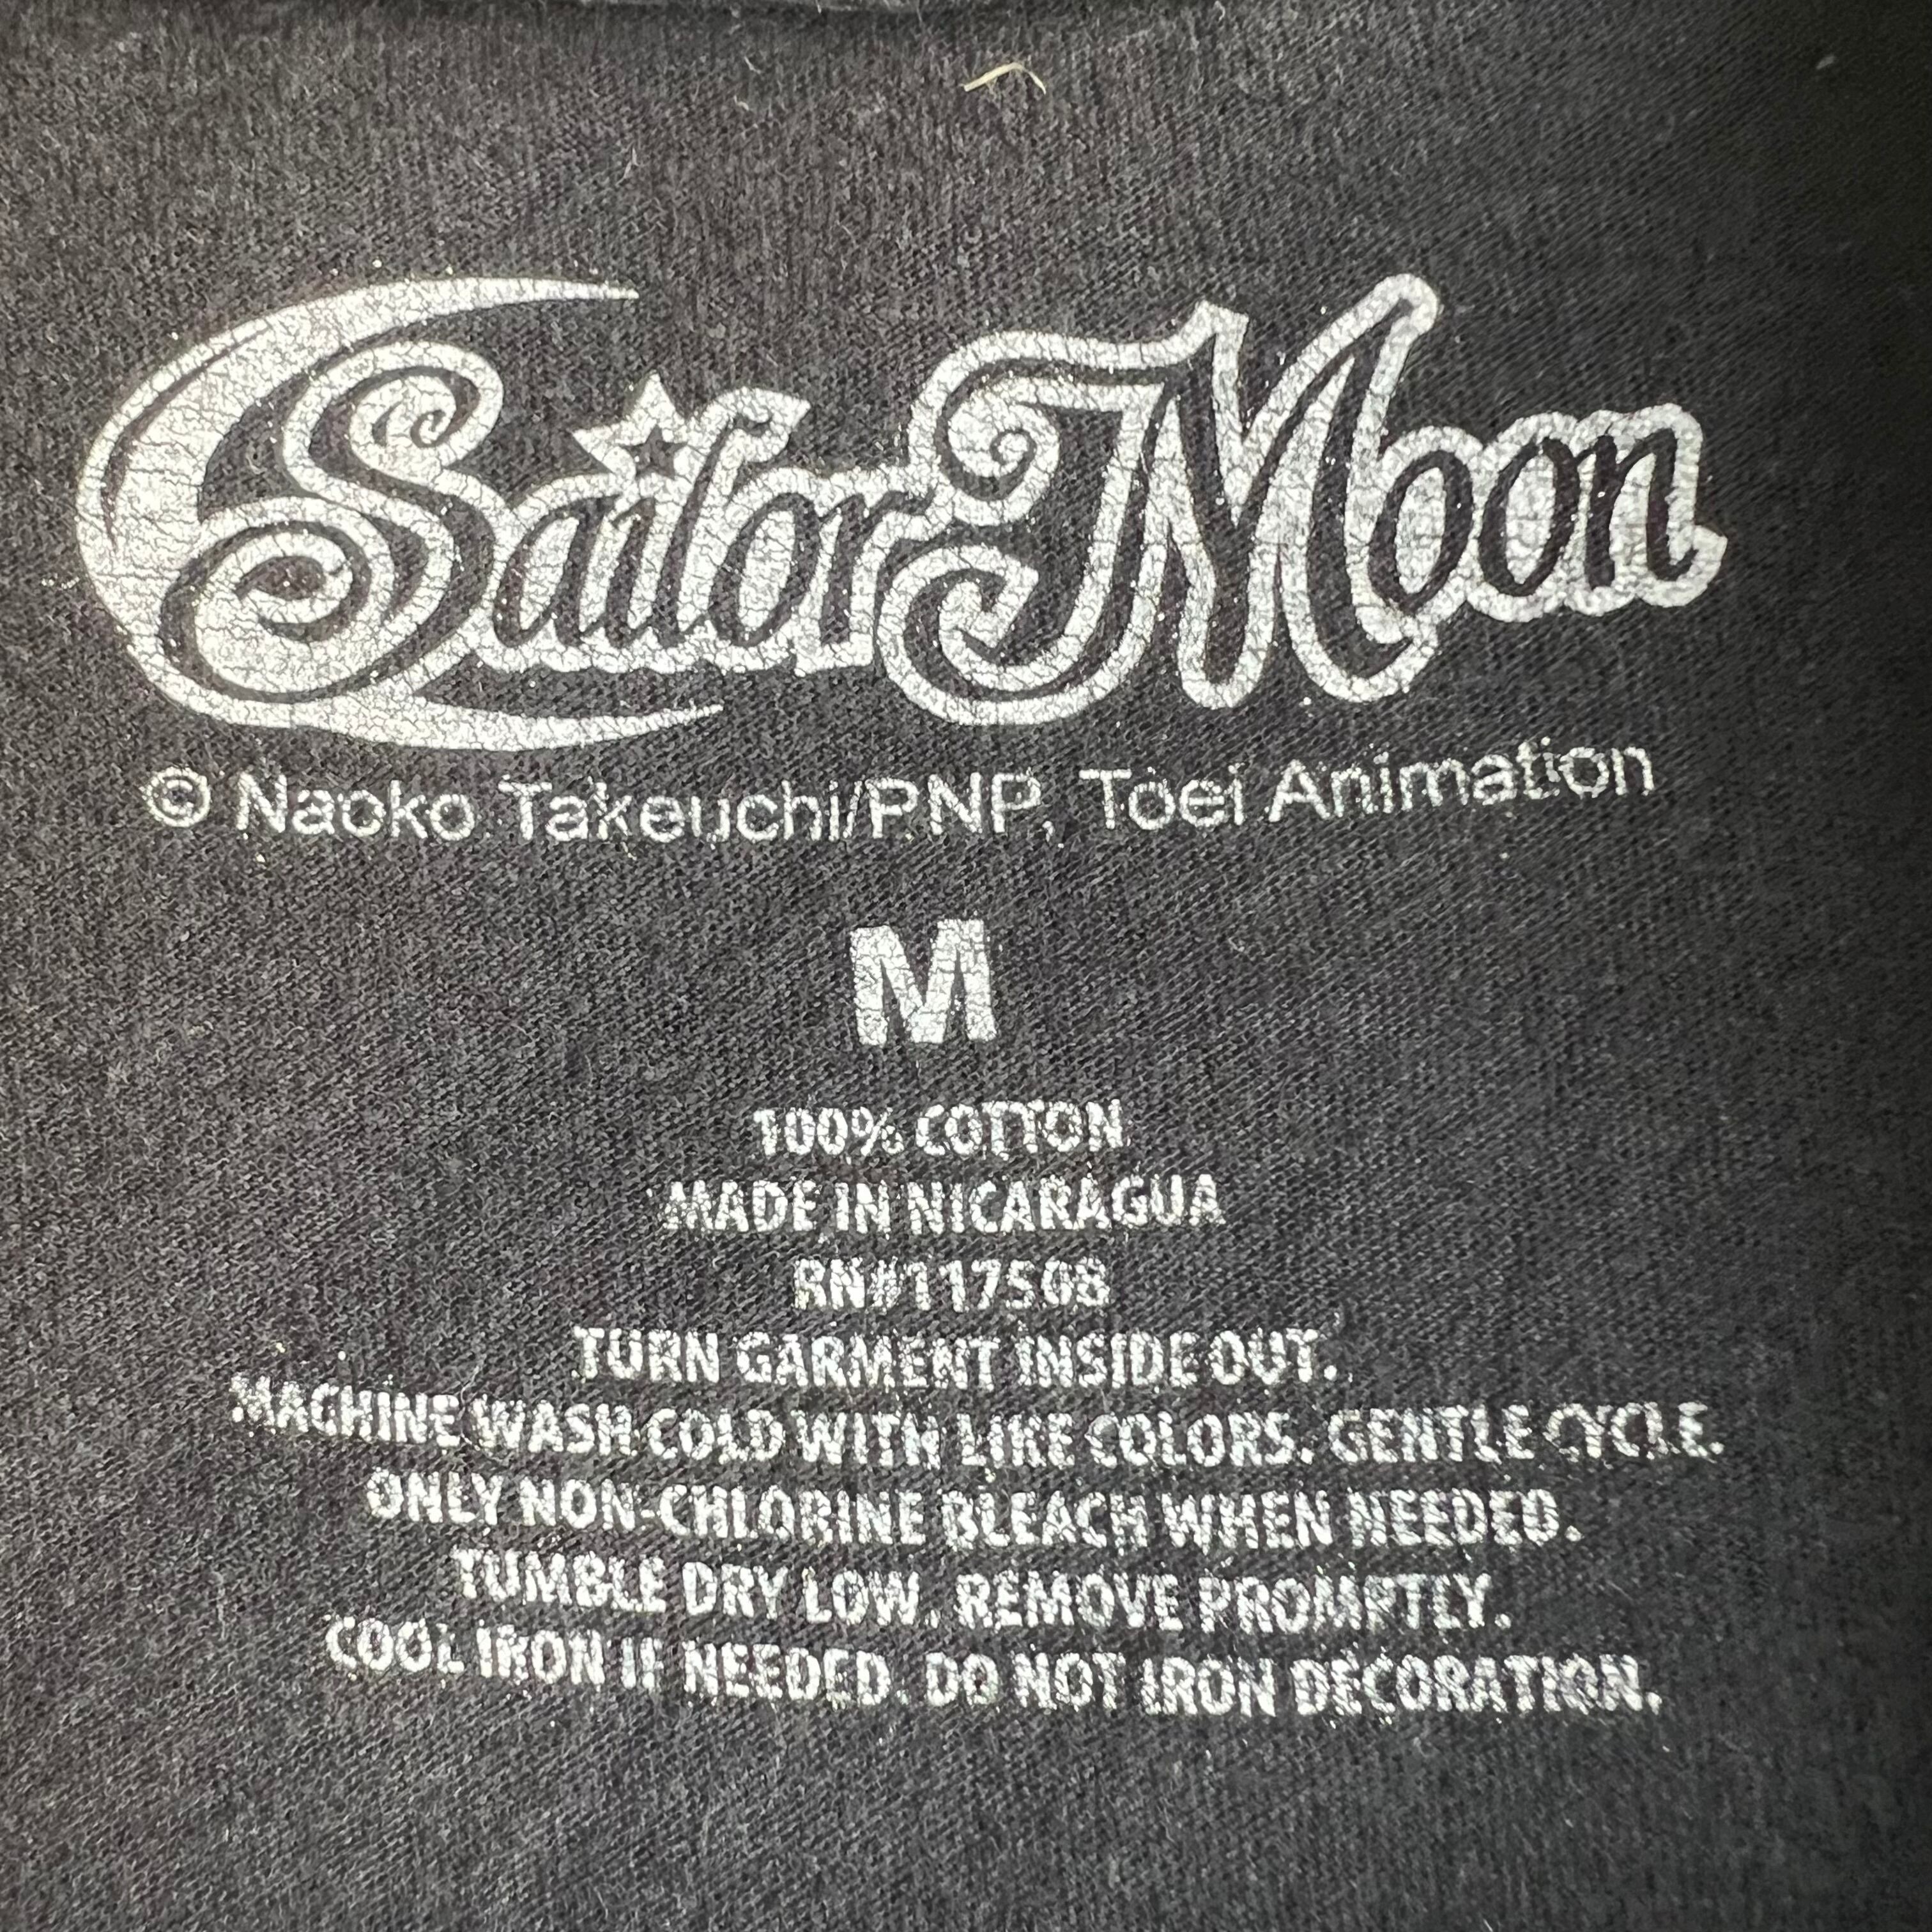 Sailor Moon
© Naoko Takeuchi/PNP, Toei Animation
M
100% COTTON
MADE IN NICARAGUA
RN#117508
TURN GARMENT INSIDE OUT.
MACHINE WASH COLD WITH LIKE COLORS. GENTLE CYCLE.
ONLY NON-CHLORINE BLEACH WHEN NEEDED.
TUMBLE DRY LOW. REMOVE PROMPTLY.
COOL IRON IF NEEDED. DO NOT IRON DECORATION.